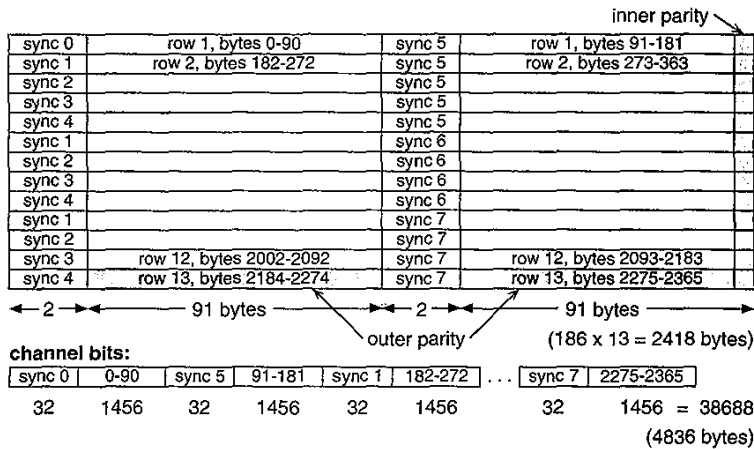 inner parity
sync 0 row 1, bytes 0-90 sync 5 row 1, bytes 91-181
sync 1 row 2, bytes 182-272 sync 5 row 2, bytes 273-363
sync 2 sync 5
sync 3 sync 5
sync 4 sync 5
sync 1 sync 6
sync 2 sync 6
sync 3 sync 6
sync 4 sync 6
sync 1 sync 7
sync 2 sync 7
sync 3 row 12, bytes 2002-2092 sync 7 row 12, bytes 2093-2183
sync 4 row 13, bytes 2184-2274 sync 7 row 13, bytes 2275-2365
2 91 bytes 2 91 bytes
outer parity (186 x 13 = 2418 bytes)
channel bits:
sync 0 0-90 sync 5 91-181 sync 1 182-272 ... sync 7 2275-2365
32 1456 32 1456 32 1456 32 1456 = 38688
(4836 bytes)